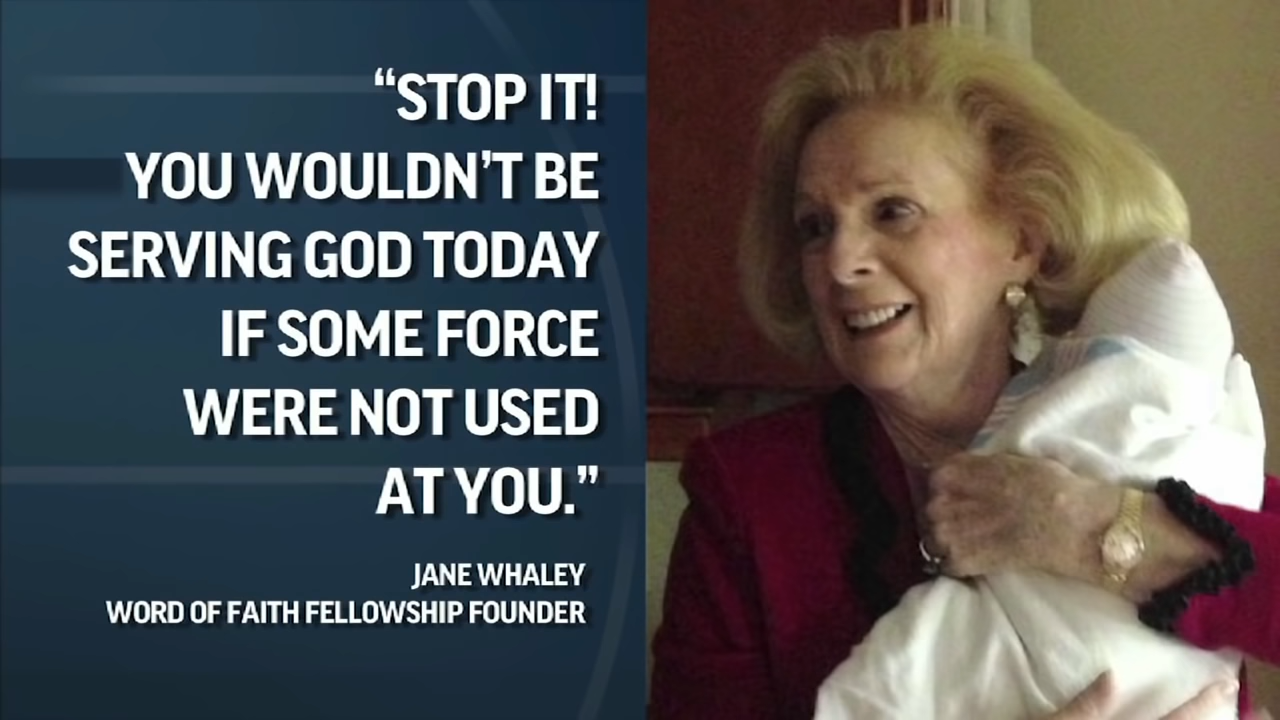 “STOP IT!
YOU WOULDN’T BE
SERVING GOD TODAY
IF SOME FORCE
WERE NOT USED
AT YOU.”
JANE WHALEY
WORD OF FAITH FELLOWSHIP FOUNDER